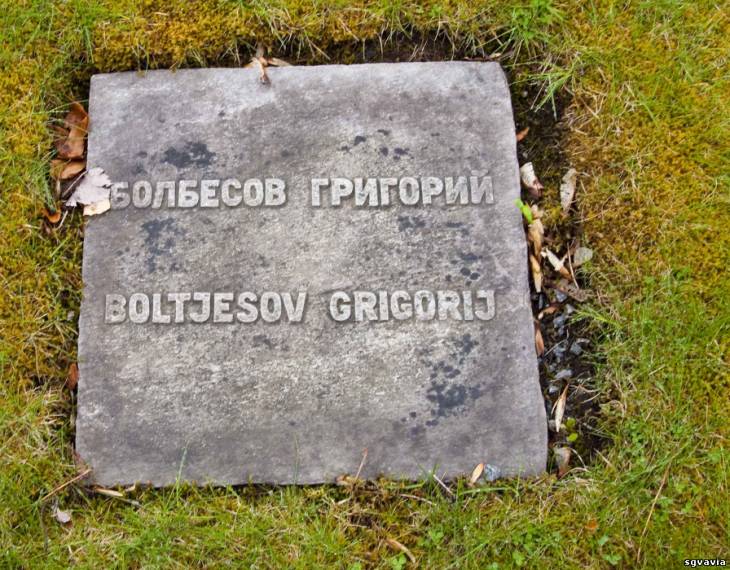 БОЛБЕСОВ ГРИГОРИЙ
BOLTJESOV GRIGORIJ
sgvavia